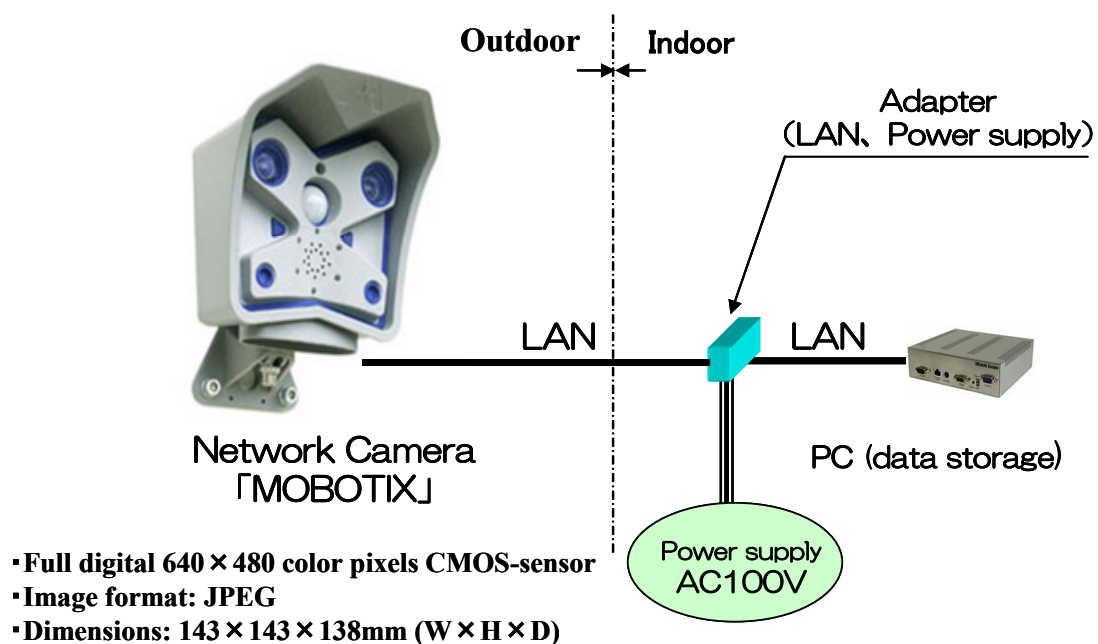 Outdoor Indoor
Adapter
(LAN、Power supply)
LAN LAN
Network Camera
「MOBOTIX」
PC (data storage)
Power supply
AC100V
･Full digital 640×480 color pixels CMOS-sensor
･Image format: JPEG
･Dimensions: 143×143×138mm (W×H×D)